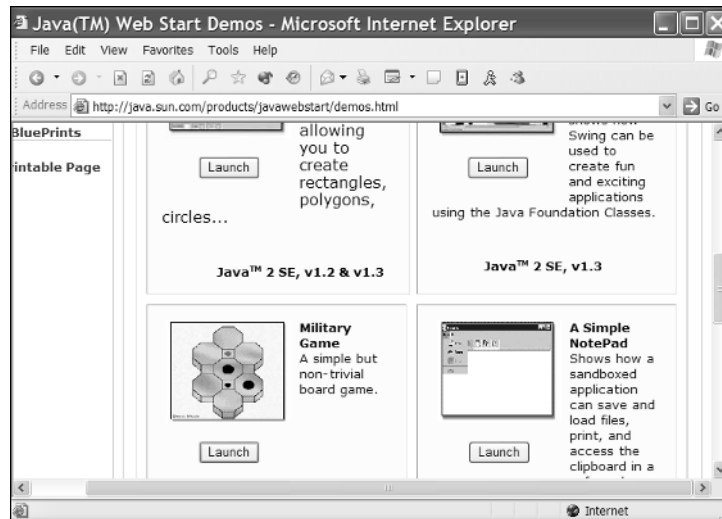 Java(TM) Web Start Demos - Microsoft Internet Explorer
File Edit View Favorites Tools Help
Address http://java.sun.com/products/javawebstart/demos.html Go
BluePrints
intable Page
allowing
you to
create
rectangles,
polygons,
circles...
Launch
Java™ 2 SE, v1.2 & v1.3
shows how
Swing can be
used to
create fun
and exciting
applications
using the Java Foundation Classes.
Launch
Java™ 2 SE, v1.3
Military
Game
A simple but
non-trivial
board game.
Launch
A Simple
NotePad
Shows how a
sandboxed
application
can save and
load files,
print, and
access the
clipboard in a
Launch
Internet